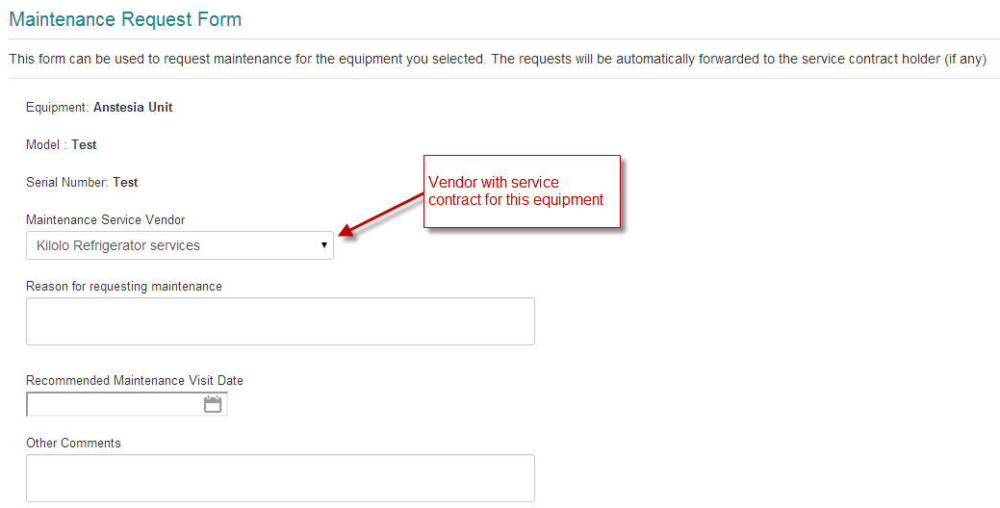 Maintenance Request Form
This form can be used to request maintenance for the equipment you selected. The requests will be automatically forwarded to the service contract holder (if any)
Equipment: Anstesia Unit
Model : Test
Serial Number: Test
Maintenance Service Vendor
Kilolo Refrigerator services
Vendor with service
contract for this equipment
Reason for requesting maintenance
Recommended Maintenance Visit Date
Other Comments